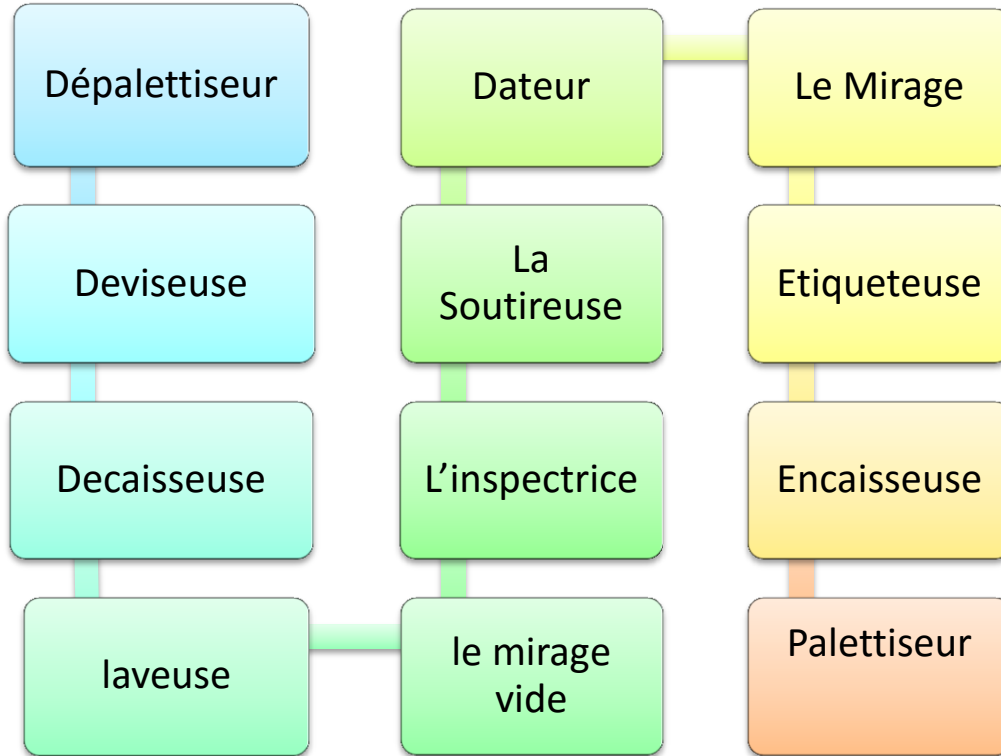 Dépalettiseur
Deviseuse
Decaisseuse
laveuse
le mirage
vide
L’inspectrice
La
Soutireuse
Dateur
Le Mirage
Etiqueteuse
Encaisseuse
Palettiseur